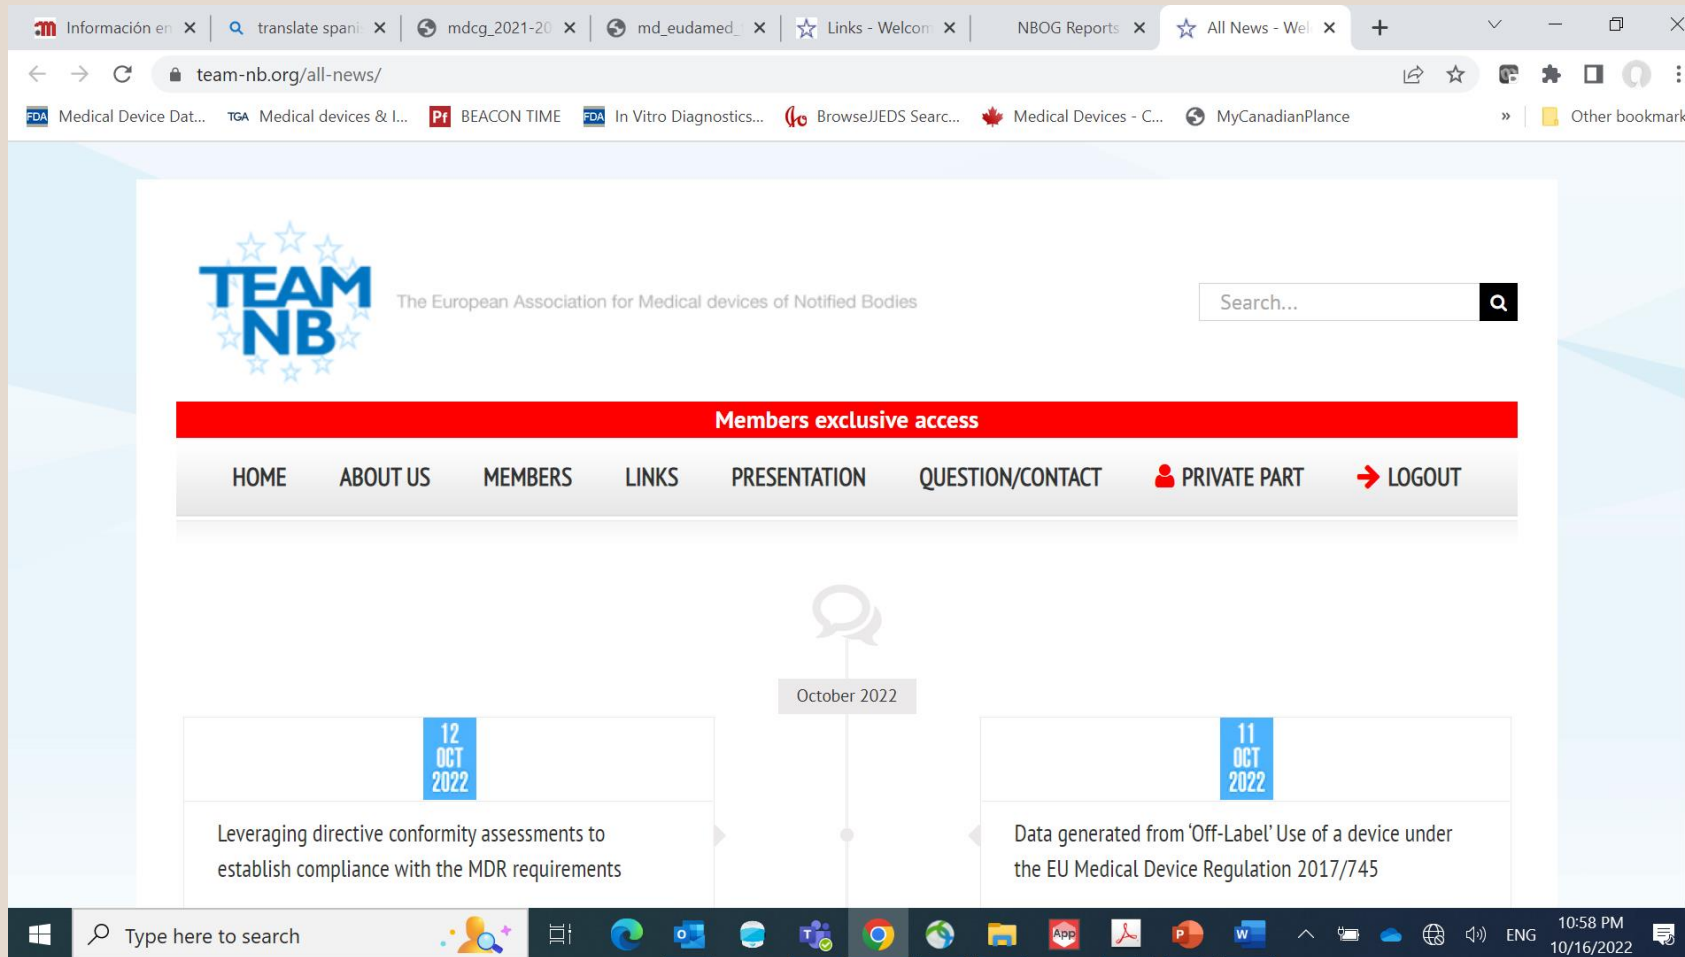 Información en
translate spani
mdcg_2021-20
md_eudamed_
Links - Welcom
NBOG Reports
All News - Wel
team-nb.org/all-news/
FDA Medical Device Dat...
TGA Medical devices & I...
Pf BEACON TIME
FDA In Vitro Diagnostics...
BrowseJJEDS Searc...
Medical Devices - C...
MyCanadianPlance
»
Other bookmark
TEAM
NB
The European Association for Medical devices of Notified Bodies
Search...
Members exclusive access
HOME ABOUT US MEMBERS LINKS PRESENTATION QUESTION/CONTACT PRIVATE PART LOGOUT
October 2022
12
OCT
2022
Leveraging directive conformity assessments to
establish compliance with the MDR requirements
11
OCT
2022
Data generated from ‘Off-Label’ Use of a device under
the EU Medical Device Regulation 2017/745
Type here to search
App
ENG
10:58 PM
10/16/2022